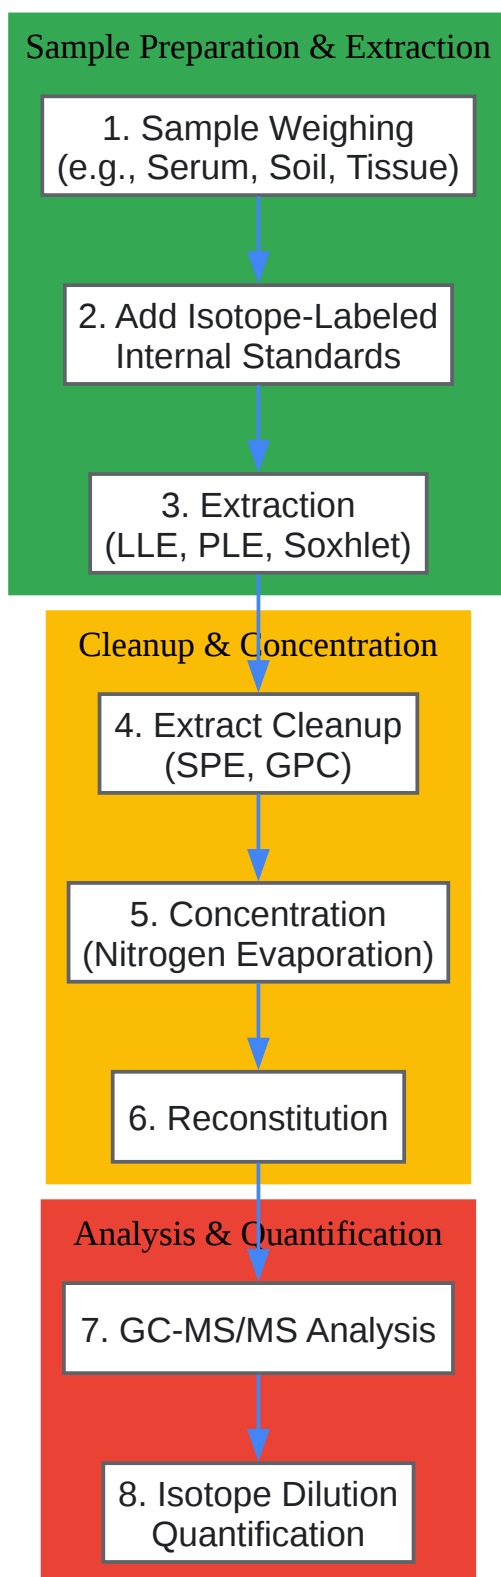 Sample Preparation & Extraction
1. Sample Weighing
(e.g., Serum, Soil, Tissue)
2. Add Isotope-Labeled
Internal Standards
3. Extraction
(LLE, PLE, Soxhlet)
Cleanup & Concentration
4. Extract Cleanup
(SPE, GPC)
5. Concentration
(Nitrogen Evaporation)
6. Reconstitution
Analysis & Quantification
7. GC-MS/MS Analysis
8. Isotope Dilution
Quantification